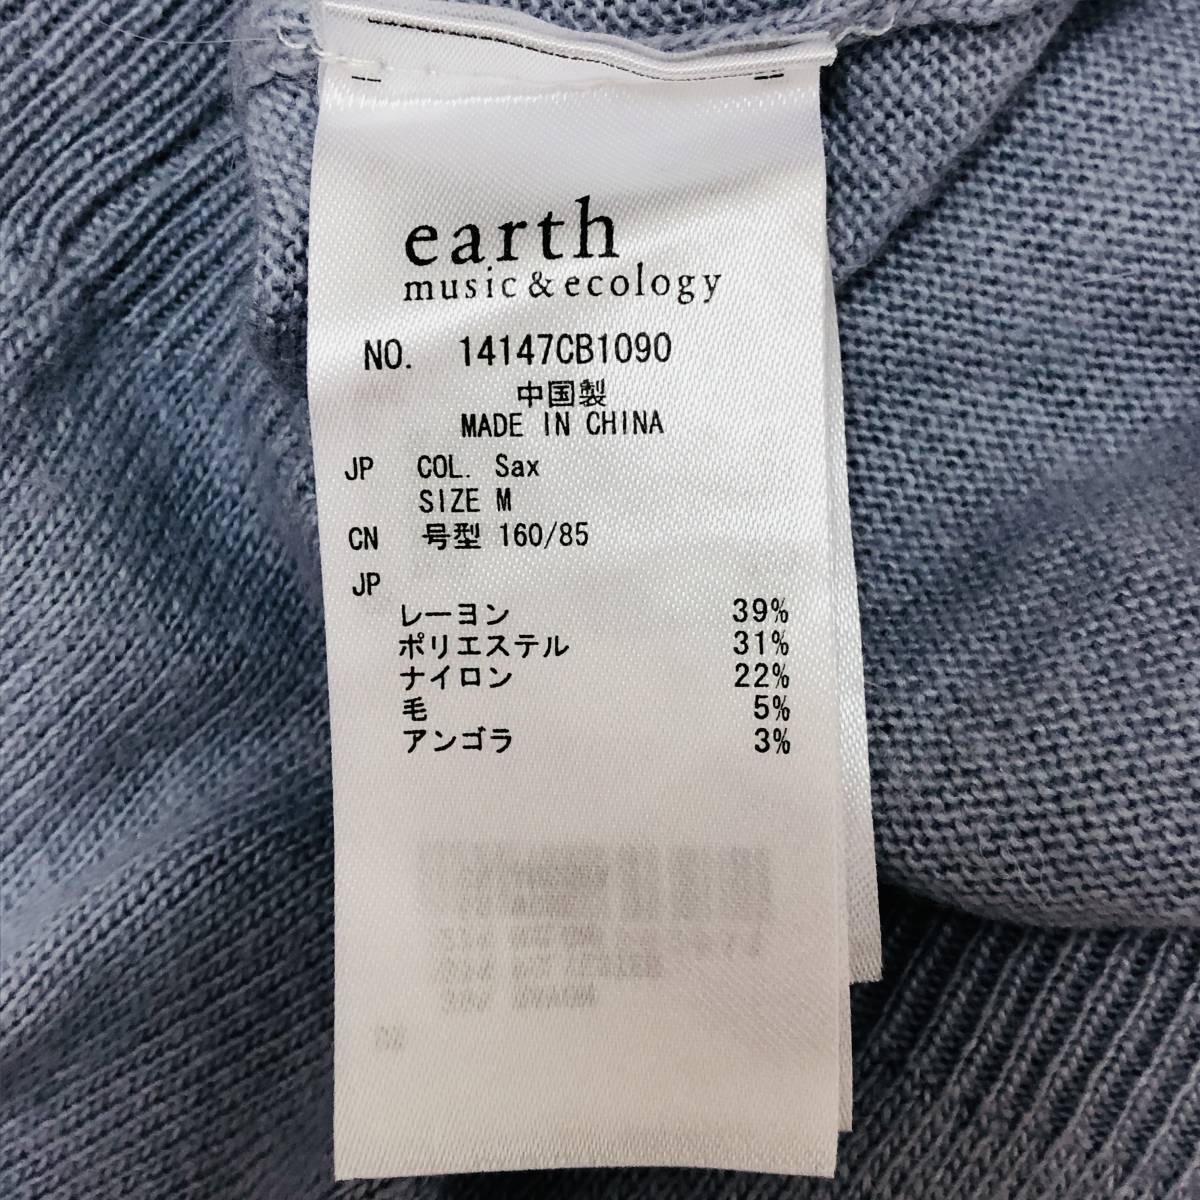 earth
music & ecology
NO. 14147CB1090
中国製
MADE IN CHINA
JP COL. Sax
SIZE M
CN 号型 160/85
JP
レーヨン 39%
ポリエステル 31%
ナイロン 22%
毛 5%
アンゴラ 3%